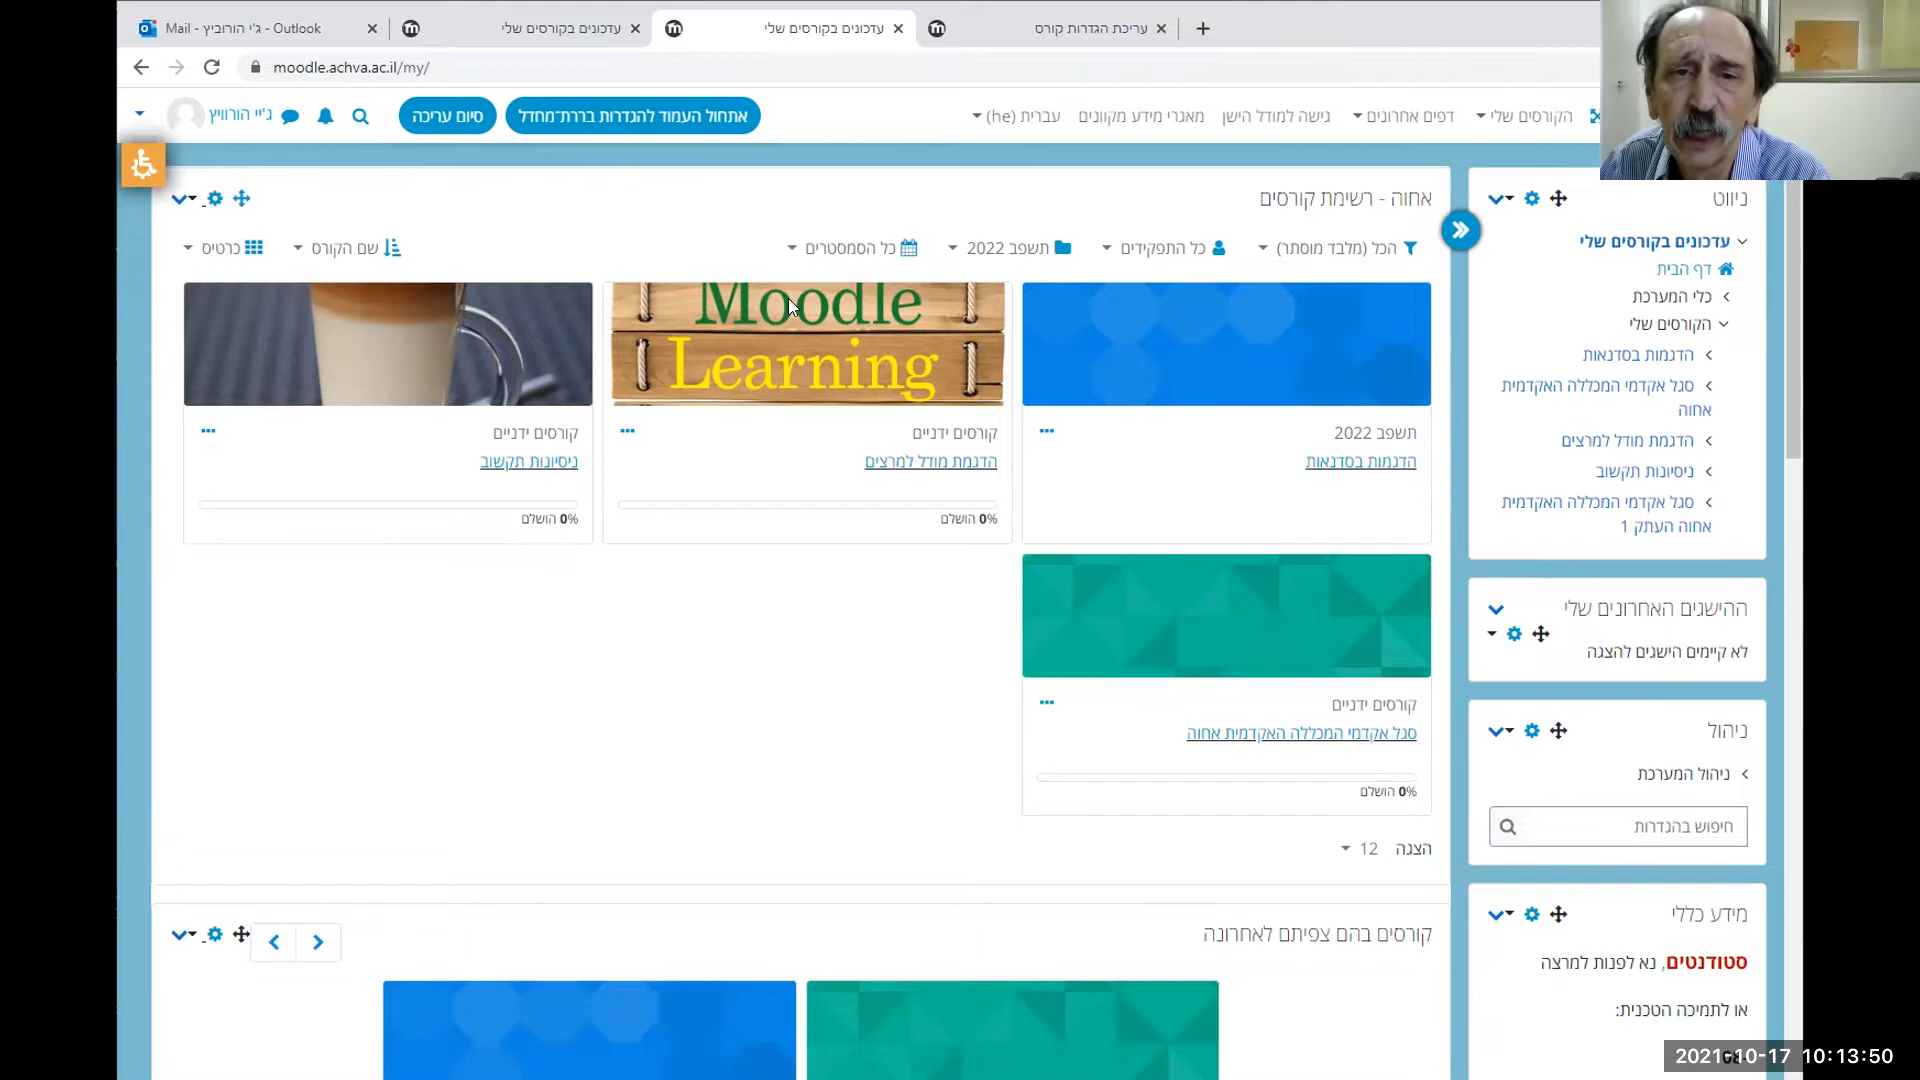 Mail - ג'יי הורוביץ - Outlook
עדכונים בקורסים שלי
עדכונים בקורסים שלי
עריכת הגדרות קורס
moodle.achva.ac.il/my/
הקורסים שלי
דפים אחרונים
גישה למודל הישן
מאגרי מידע מקוונים
עברית (he)
אתחול העמוד להגדרות בררת־מחדל
סיום עריכה
ג'יי הורוויץ
ניווט
עדכונים בקורסים שלי
דף הבית
כלי המערכת
הקורסים שלי
הדגמות בסדנאות
סגל אקדמי המכללה האקדמית
אחוה
הדגמת מודל למרצים
ניסיונות תקשוב
סגל אקדמי המכללה האקדמית
אחוה העתק 1
ההישגים האחרונים שלי
לא קיימים הישגים להצגה
ניהול
ניהול המערכת
חיפוש בהגדרות
מידע כללי
סטודנטים, נא לפנות למרצה
או לתמיכה הטכנית:
אחוה - רשימת קורסים
הכל (מלבד מוסתר)
כל התפקידים
תשפב 2022
כל הסמסטרים
שם הקורס
כרטיס
Moodle
Learning
תשפב 2022
הדגמות בסדנאות
קורסים ידניים
הדגמת מודל למרצים
0% הושלם
קורסים ידניים
ניסיונות תקשוב
0% הושלם
קורסים ידניים
סגל אקדמי המכללה האקדמית אחוה
0% הושלם
הצגה 12
קורסים בהם צפיתם לאחרונה
2021-10-17 10:13:50